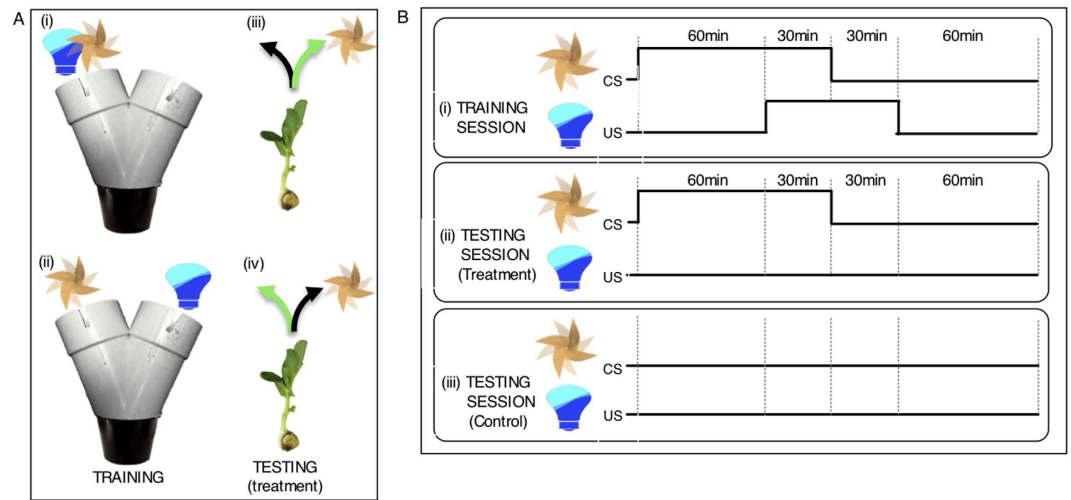 A
(i)
(iii)
(ii)
(iv)
TRAINING
TESTING
(treatment)
B
60min 30min 30min 60min
CS
(i) TRAINING
SESSION
US
60min 30min 30min 60min
CS
(ii) TESTING
SESSION
(Treatment)
US
CS
(iii) TESTING
SESSION
(Control)
US